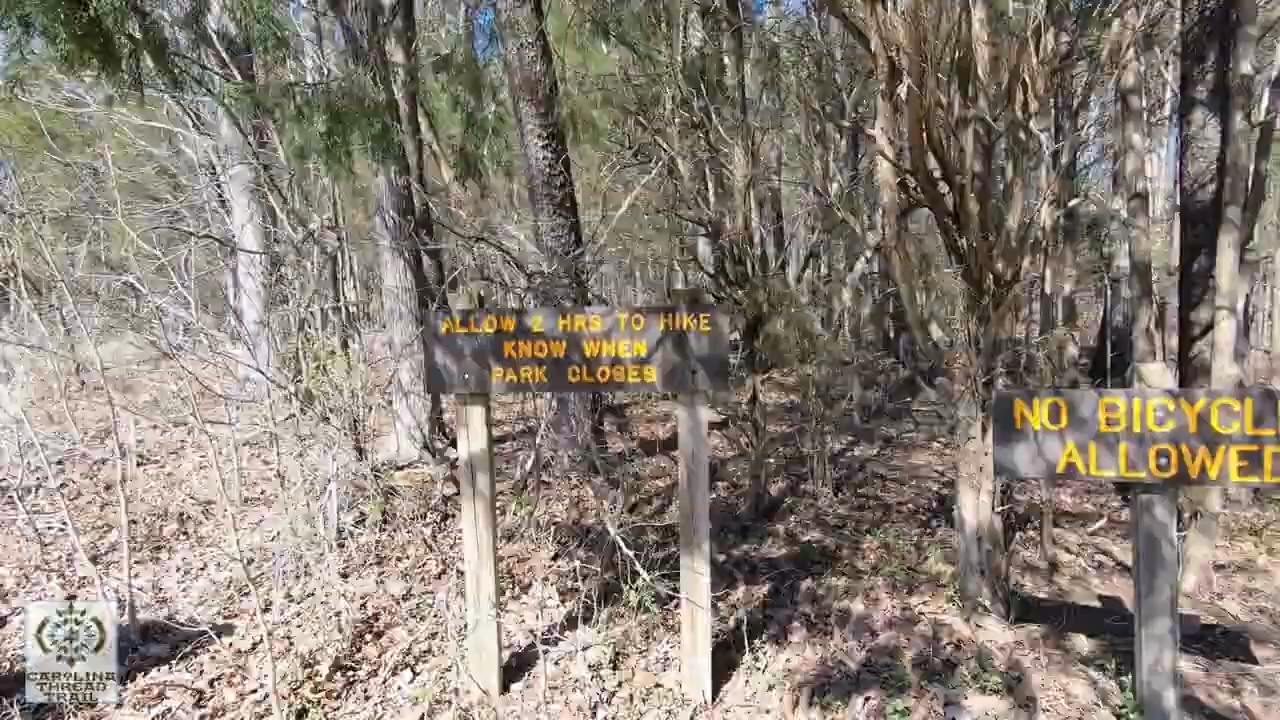 ALLOW 2 HRS TO HIKE
KNOW WHEN
PARK CLOSES
NO BICYCL
ALLOWED
CAROLINA
THREAD
TRAIL